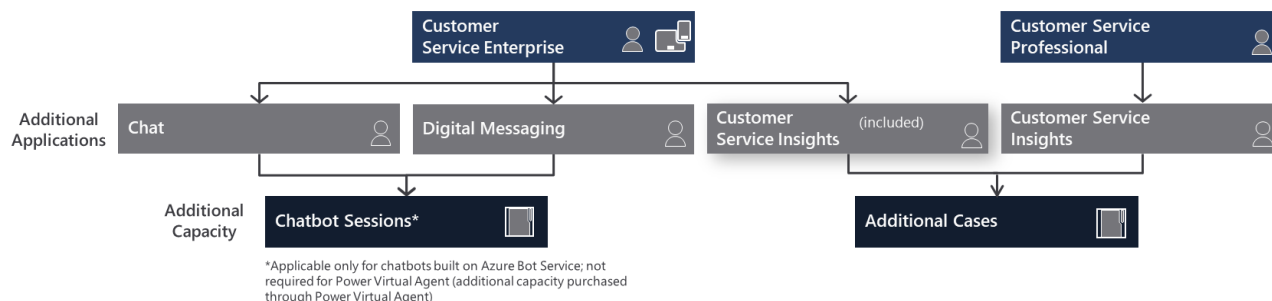 Customer
Service Enterprise
Customer Service
Professional
Additional
Applications
Chat
Digital Messaging
Customer
Service Insights
(included)
Customer Service
Insights
Additional
Capacity
Chatbot Sessions*
Additional Cases
*Applicable only for chatbots built on Azure Bot Service; not
required for Power Virtual Agent (additional capacity purchased
through Power Virtual Agent)